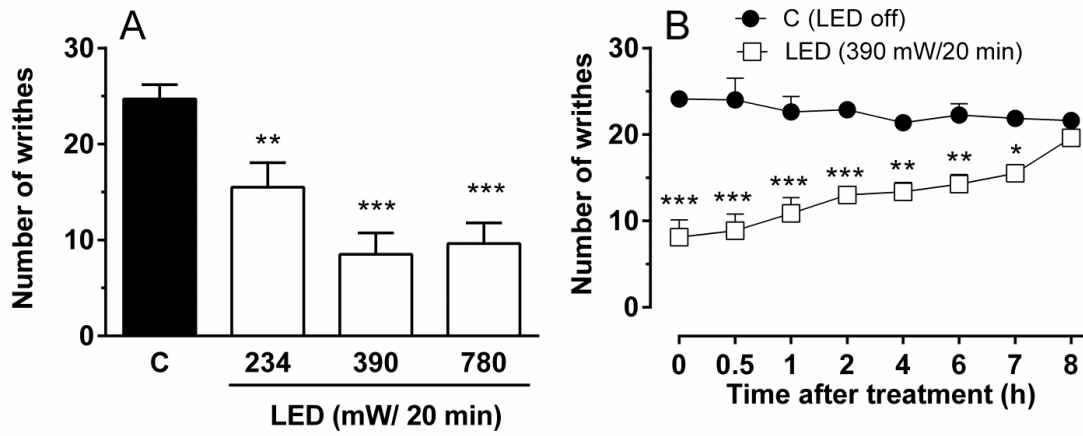 A
Number of writhes
30
20
10
0
**
***
***
C
234
390
780
LED (mW/ 20 min)
B
C (LED off)
LED (390 mW/20 min)
Number of writhes
30
20
10
0
***
***
***
***
**
**
*
0 0.5 1 2 4 6 7 8
Time after treatment (h)